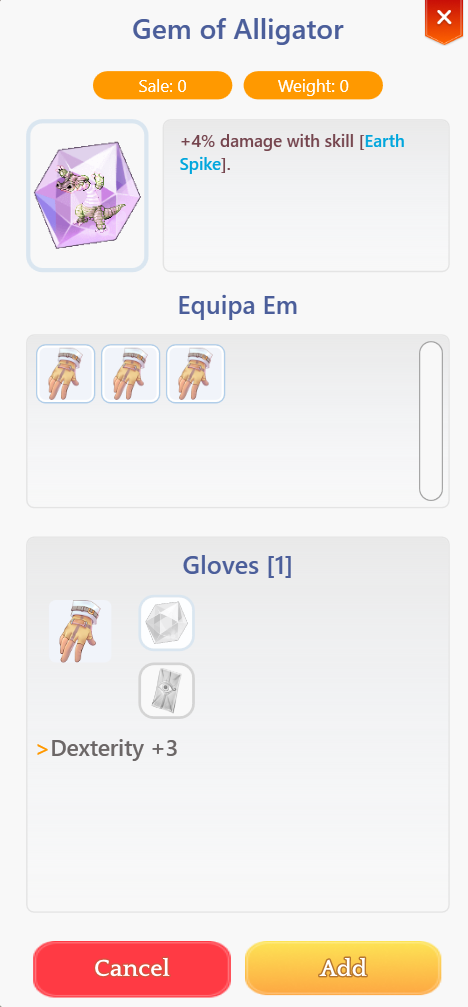 Gem of Alligator
Sale: 0
Weight: 0
+4% damage with skill [Earth
Spike].
Equipa Em
Gloves [1]
>Dexterity +3
Cancel
Add